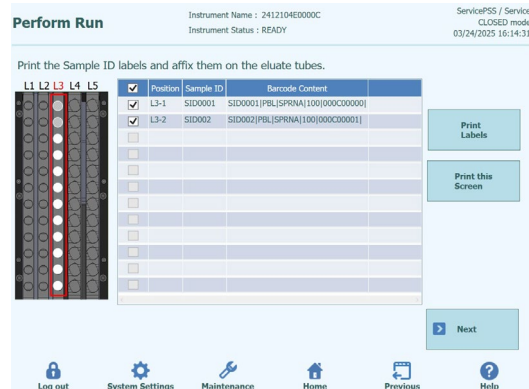 Perform Run
Instrument Name : 2412104E0000C
Instrument Status : READY
ServicePSS / Service
CLOSED mode
03/24/2025 16:14:31
Print the Sample ID labels and affix them on the eluate tubes.
L1 L2 L3 L4 L5
Position Sample ID Barcode Content
L3-1 SID0001 SID0001|PBL|SPRNA|100|000C00000|
L3-2 SID002 SID002|PBL|SPRNA|100|000C00001|
Print
Labels
Print this
Screen
Next
Log out System Settings Maintenance Home Previous Help